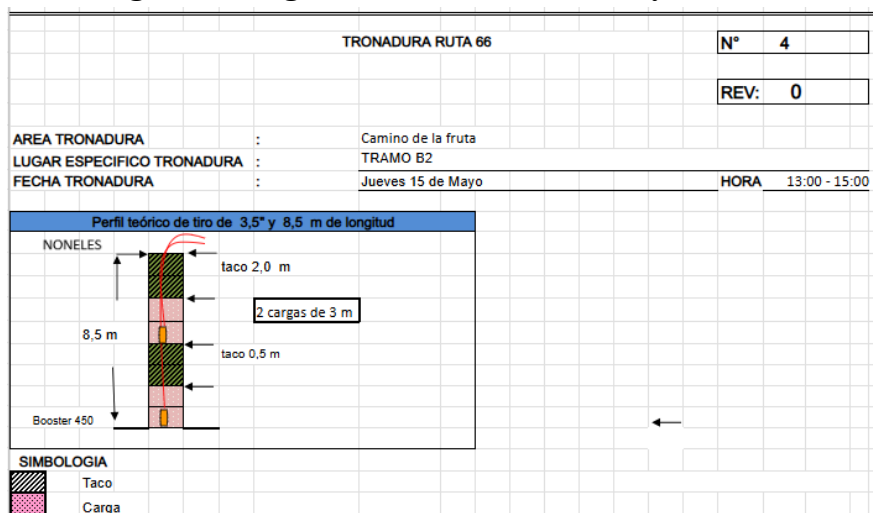 TRONADURA RUTA 66 N° 4
REV: 0
AREA TRONADURA : Camino de la fruta
LUGAR ESPECIFICO TRONADURA : TRAMO B2
FECHA TRONADURA : Jueves 15 de Mayo HORA 13:00 - 15:00
Perfil teórico de tiro de 3,5" y 8,5 m de longitud
NONELES
taco 2,0 m
2 cargas de 3 m
8,5 m
taco 0,5 m
Booster 450
SIMBOLOGIA
Taco
Carga